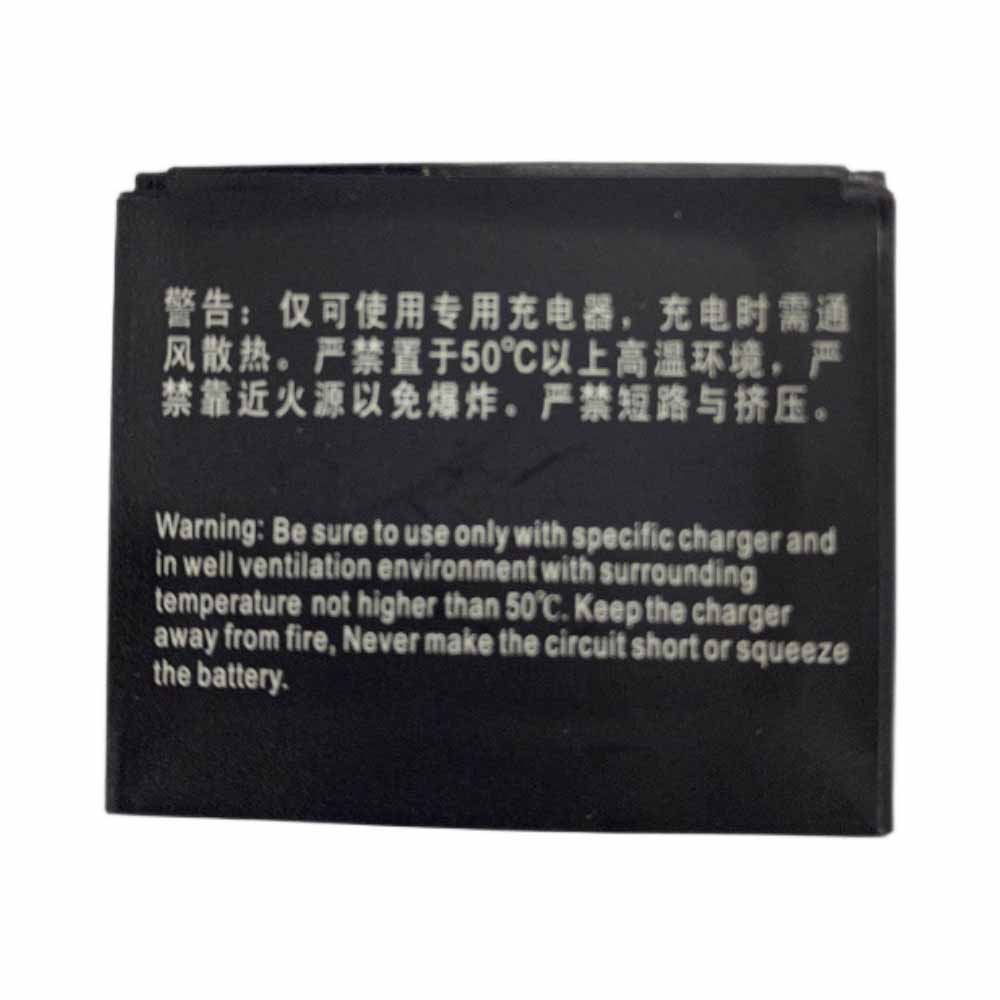 警告：仅可使用专用充电器，充电时需通
风散热。严禁置于50℃以上高温环境，严
禁靠近火源以免爆炸。严禁短路与挤压。
Warning: Be sure to use only with specific charger and
in well ventilation environment with surrounding
temperature not higher than 50℃. Keep the charger
away from fire, Never make the circuit short or squeeze
the battery.